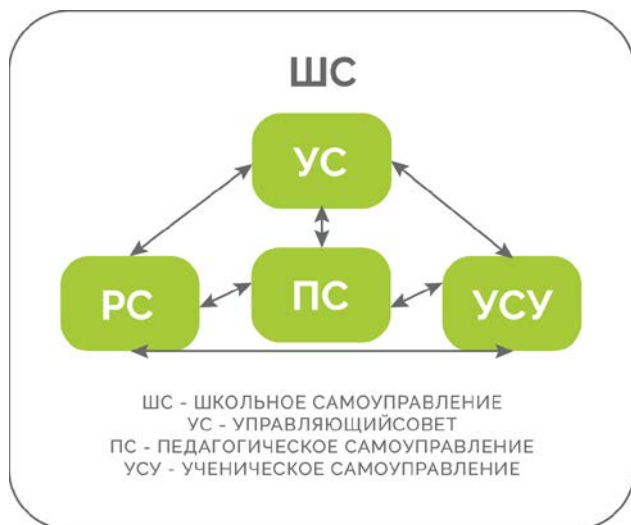 ШС
УС
РС
ПС
УСУ
ШС - ШКОЛЬНОЕ САМОУПРАВЛЕНИЕ
УС - УПРАВЛЯЮЩИЙСОВЕТ
ПС - ПЕДАГОГИЧЕСКОЕ САМОУПРАВЛЕНИЕ
УСУ - УЧЕНИЧЕСКОЕ САМОУПРАВЛЕНИЕ